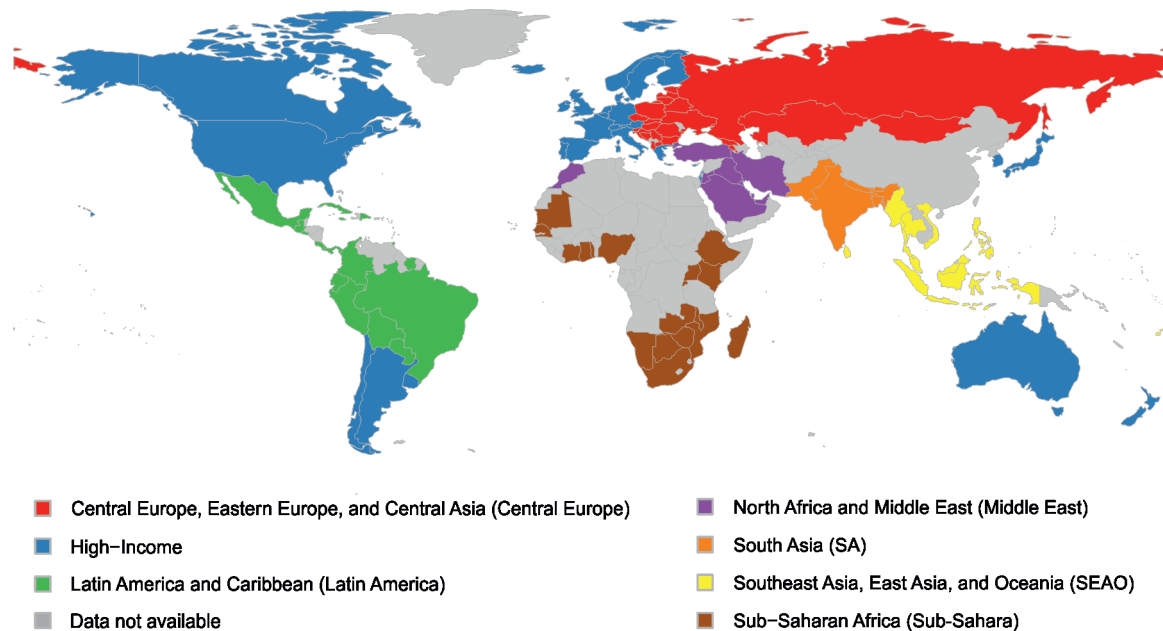 Central Europe, Eastern Europe, and Central Asia (Central Europe)
High-Income
Latin America and Caribbean (Latin America)
Data not available
North Africa and Middle East (Middle East)
South Asia (SA)
Southeast Asia, East Asia, and Oceania (SEAO)
Sub-Saharan Africa (Sub-Sahara)